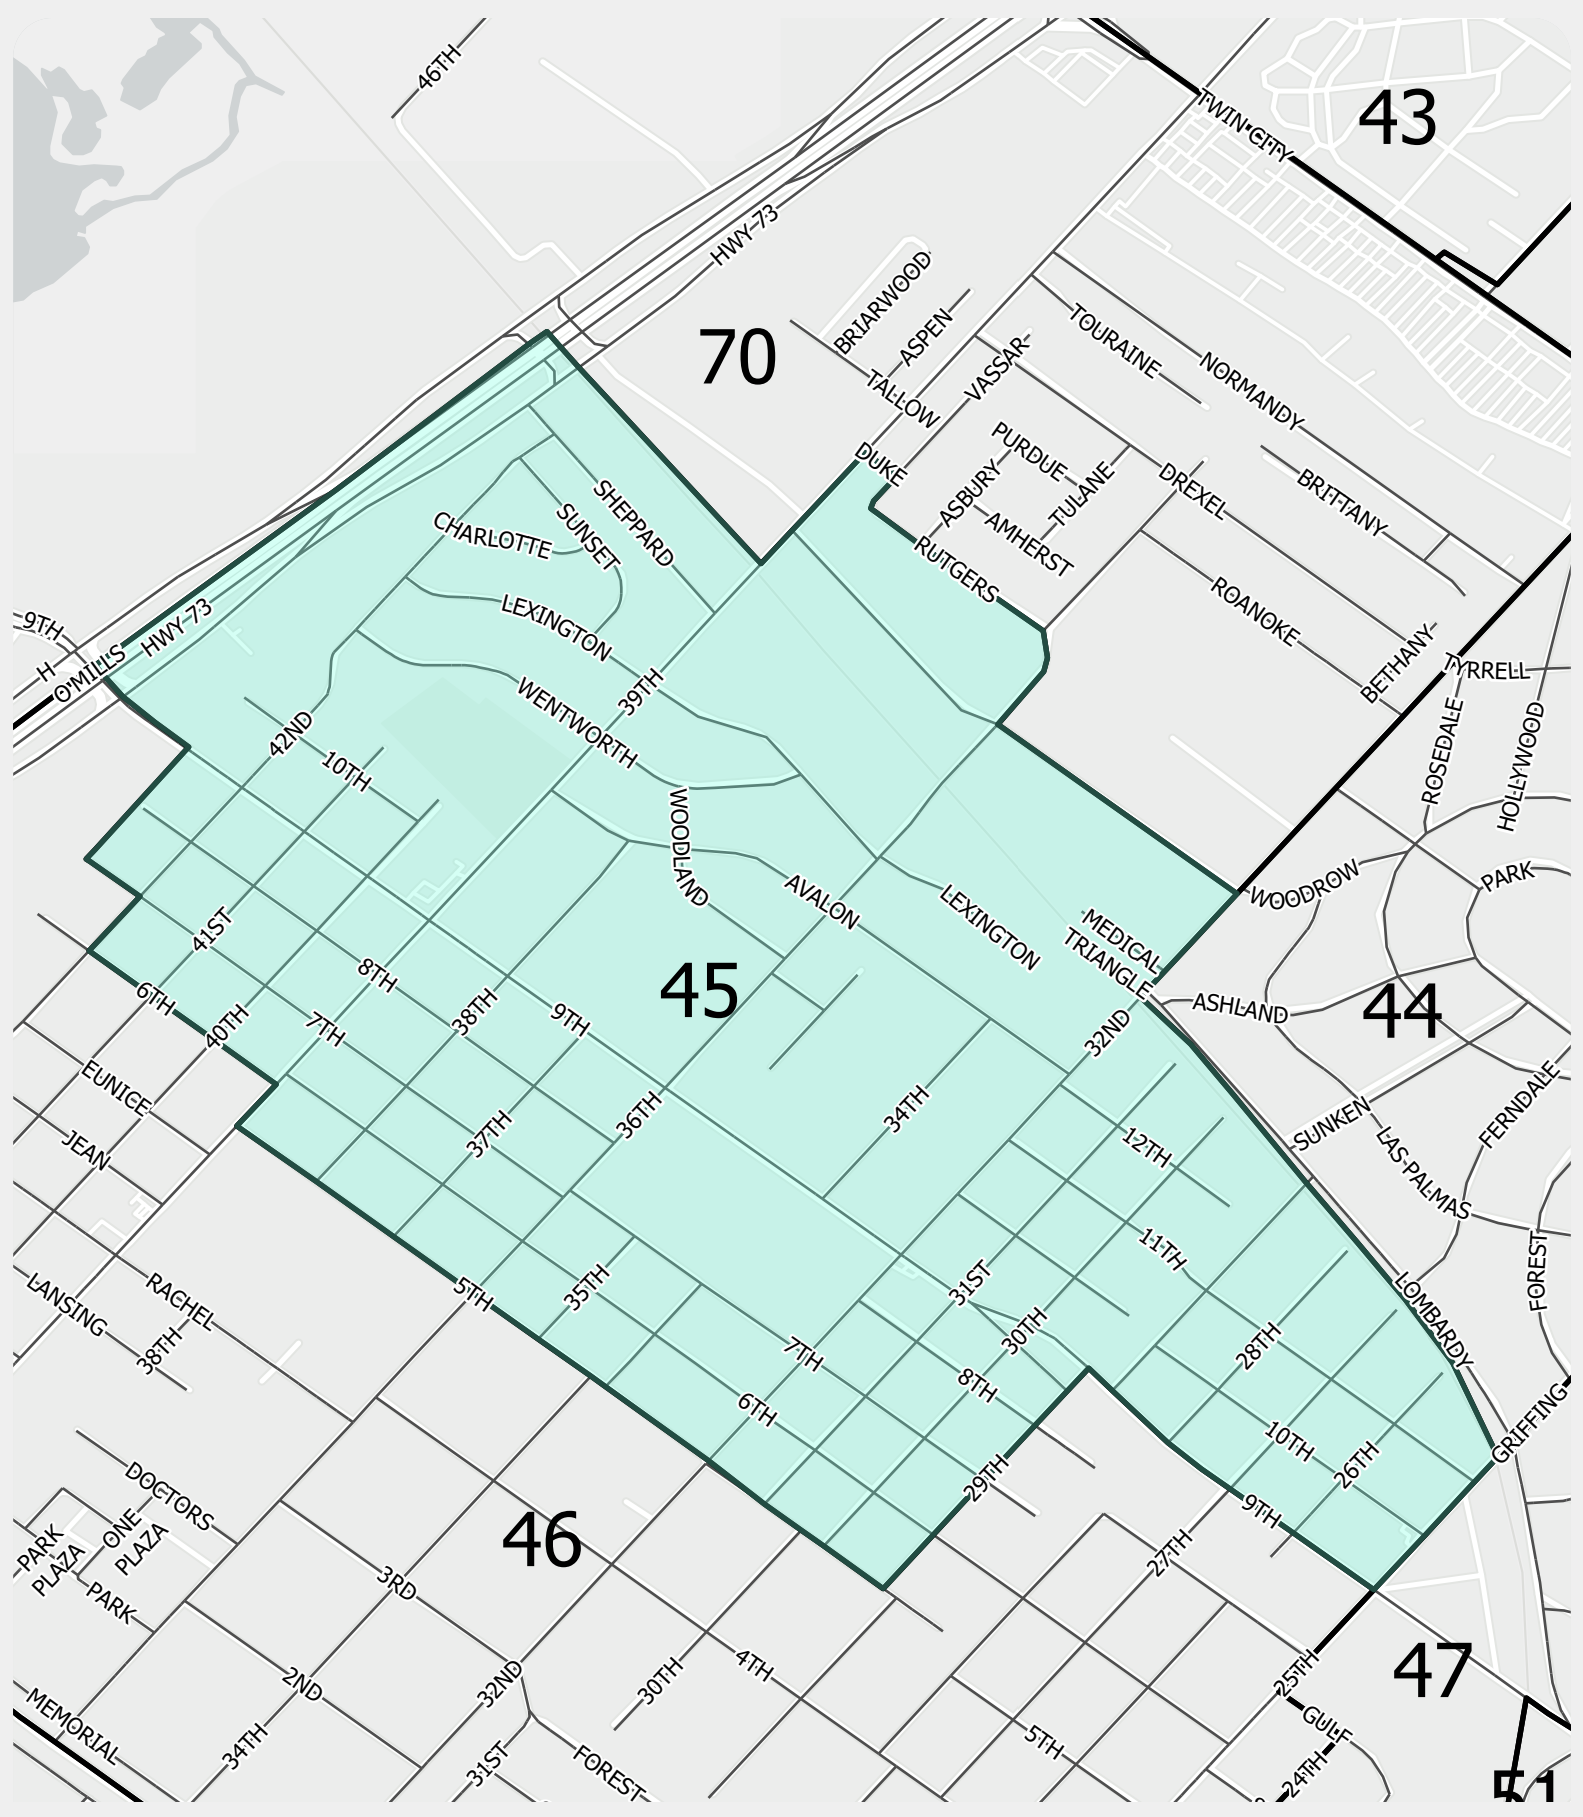 46TH
43
TWIN CITY
HWY 73
BRIARWOOD
ASPEN
70
TALLOW
VASSAR
TOURAINE
NORMANDY
DUKE
PURDUE
ASBURY
TULANE
AMHERST
DREXEL
BRITTANY
RUTGERS
ROANOKE
BETHANY
SHEPPARD
SUNSET
CHARLOTTE
LEXINGTON
9TH
HWY 73
H
O'MILLS
TYRRELL
ROSEDALE
HOLLYWOOD
39TH
WENTWORTH
42ND
10TH
WOODLAND
AVALON
LEXINGTON
MEDICAL
TRIANGLE
WOODROW
PARK
41ST
8TH
38TH
9TH
45
6TH
40TH
7TH
32ND
ASHLAND
44
EUNICE
JEAN
37TH
36TH
34TH
12TH
SUNKEN
LAS PALMAS
FERNDALE
FOREST
11TH
31ST
30TH
28TH
LOMBARDY
LANSING
RACHEL
38TH
5TH
35TH
7TH
6TH
8TH
10TH
26TH
GRIFFING
29TH
9TH
DOCTORS
ONE
PLAZA
PARK
PLAZA
PARK
46
3RD
27TH
4TH
2ND
32ND
30TH
25TH
47
MEMORIAL
34TH
31ST
FOREST
5TH
GULF
24TH
51